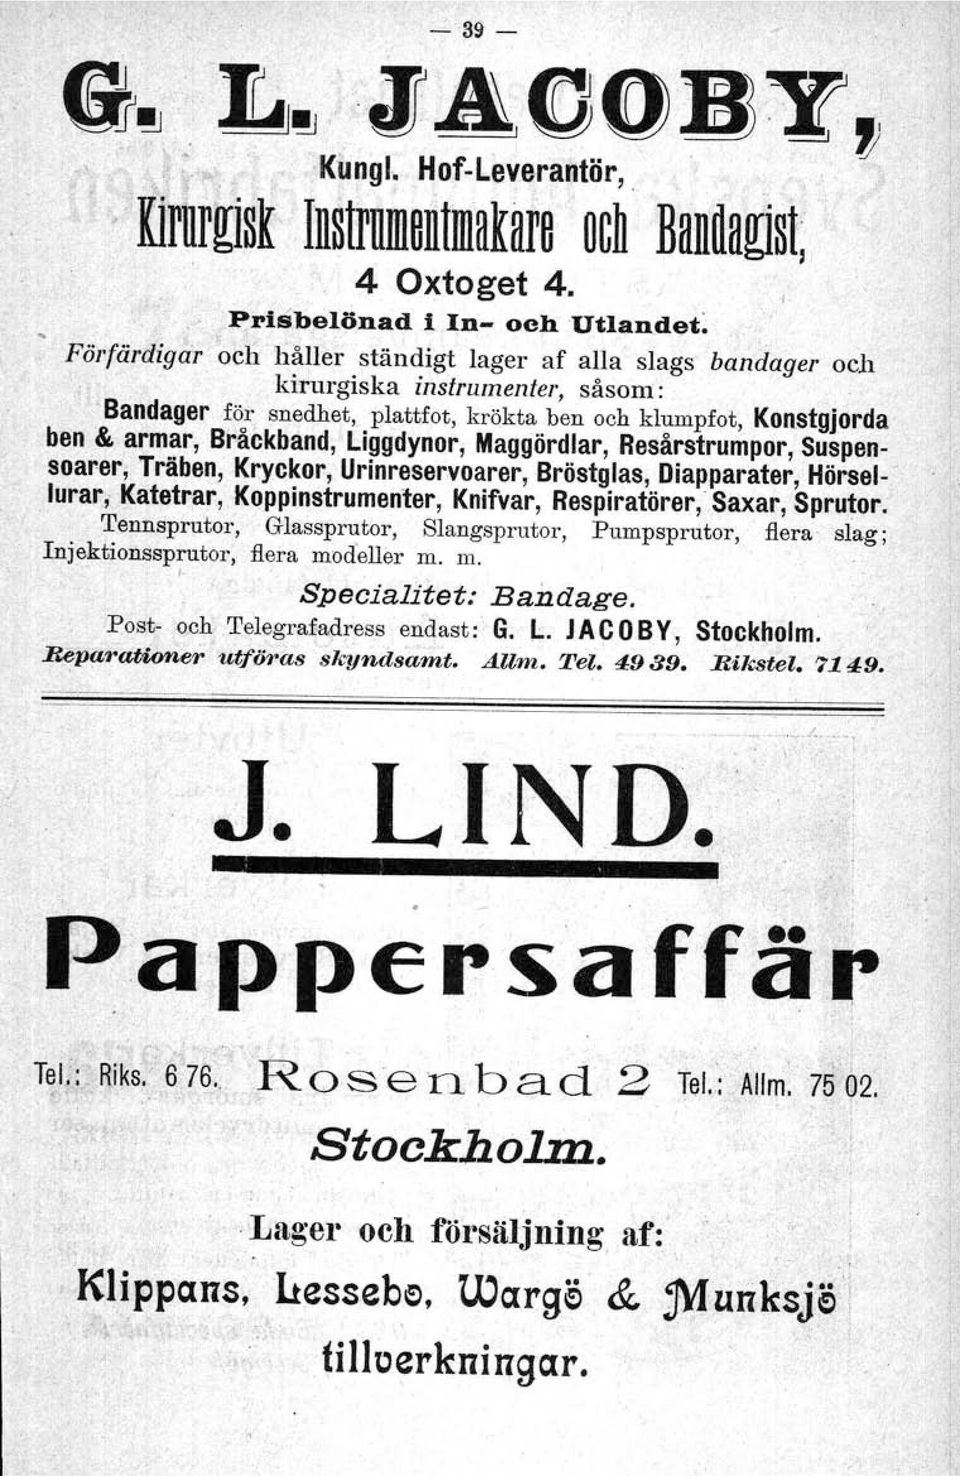 — 39 —
G. L. JACOBY,
Kungl. Hof-Leverantör,
Kirurgisk Instrumentmakare och Bandagist,
4 Oxtoget 4.
Prisbelönad i In- och Utlandet.
Förfärdigar och håller ständigt lager af alla slags bandager och
kirurgiska instrumenter, såsom:
Bandager för snedhet, plattfot, krökta ben och klumpfot, Konstgjorda
ben & armar, Bråckband, Liggdynor, Maggördlar, Resårstrumpor, Suspen-
soarer, Träben, Kryckor, Urinreservoarer, Bröstglas, Diapparater, Hörsel-
lurar, Katetrar, Koppinstrumenter, Knifvar, Respiratörer, Saxar, Sprutor.
Tennsprutor, Glassprutor, Slangsprutor, Pumpsprutor, flera slag;
Injektionssprutor, flera modeller m. m.
Specialitet: Bandage.
Post- och Telegrafadress endast: G. L. JACOBY, Stockholm.
Reparationer utföras skyndsamt. Allm. Tel. 49 39. Rikstel. 71 49.
J. LIND.
Pappersaffär
Tel.: Riks. 6 76. Rosenbad 2 Tel.: Allm. 75 02.
Stockholm.
Lager och försäljning af:
Klippans, Lessebo, Wargö & Munksjö
tillverkningar.